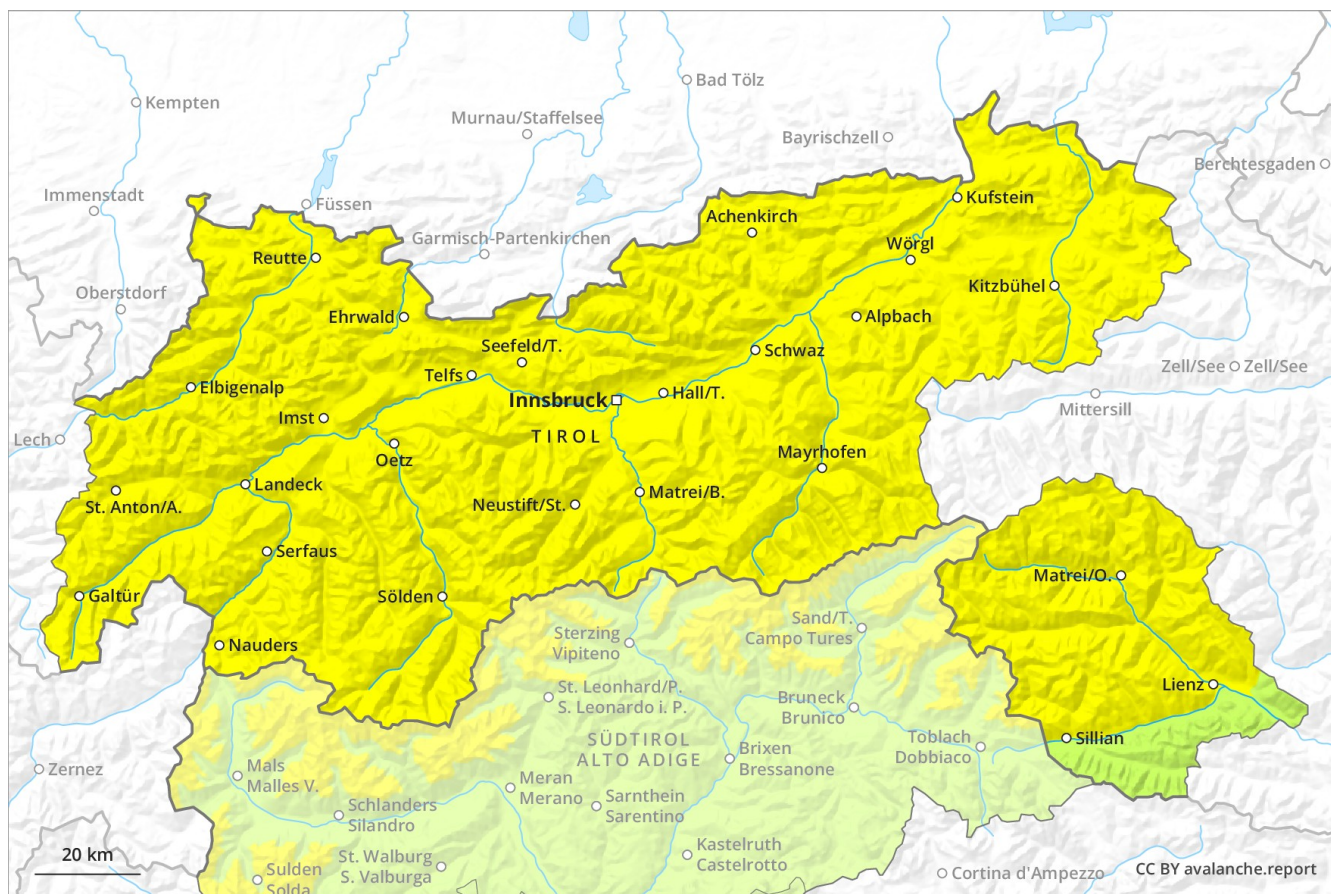 Bad Tölz
Kempten
Murnau/Staffelsee
Bayrischzell
Berchtesgaden
Immenstadt
Füssen
Kufstein
Achenkirch
Garmisch-Partenkirchen
Wörgl
Reutte
Kitzbühel
Oberstdorf
Ehrwald
Alpbach
Seefeld/T.
Schwaz
Telfs
Zell/See
Zell/See
Elbigenalp
Hall/T.
Innsbruck
Mittersill
Imst
TIROL
Lech
Oetz
Mayrhofen
Landeck
St. Anton/A.
Neustift/St.
Matrei/B.
Serfaus
Matrei/O.
Galtür
Sölden
Sand/T.
Campo Tures
Sterzing
Vipiteno
Nauders
Lienz
St. Leonhard/P.
S. Leonardo i. P.
Bruneck
Brunico
SÜDTIROL
ALTO ADIGE
Toblach
Dobbiaco
Sillian
Brixen
Bressanone
Zernez
Mals
Malles V.
Meran
Merano
Sarnthein
Sarentino
Schlanders
Silandro
Kastelruth
Castelrotto
20 km
St. Walburg
S. Valburga
Sulden
Solda
Cortina d'Ampezzo
CC BY avalanche.report